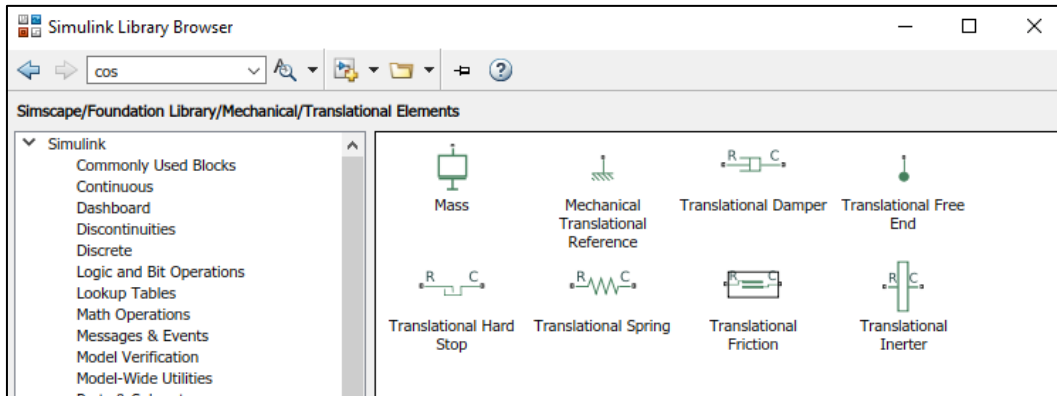 Simulink Library Browser
cos
Simscape/Foundation Library/Mechanical/Translational Elements
Simulink
Commonly Used Blocks
Continuous
Dashboard
Discontinuities
Discrete
Logic and Bit Operations
Lookup Tables
Math Operations
Messages & Events
Model Verification
Model-Wide Utilities
Mass
Mechanical
Translational
Reference
R C
Translational Damper
Translational Free
End
R C
Translational Hard
Stop
R C
Translational Spring
R C
Translational
Friction
R C
Translational
Inerter